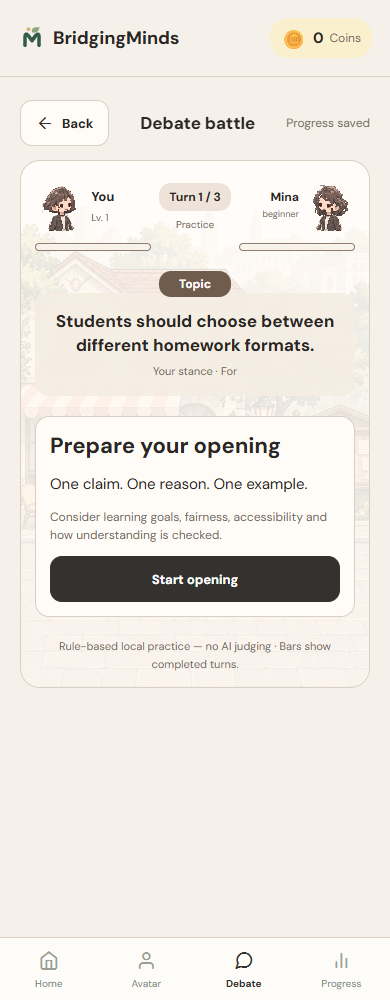 BridgingMinds
0 Coins
Back
Debate battle
Progress saved
You
Lv. 1
Turn 1 / 3
Practice
Mina
beginner
Topic
Students should choose between
different homework formats.
Your stance · For
Prepare your opening
One claim. One reason. One example.
Consider learning goals, fairness, accessibility and
how understanding is checked.
Start opening
Rule-based local practice — no AI judging · Bars show
completed turns.
Home
Avatar
Debate
Progress